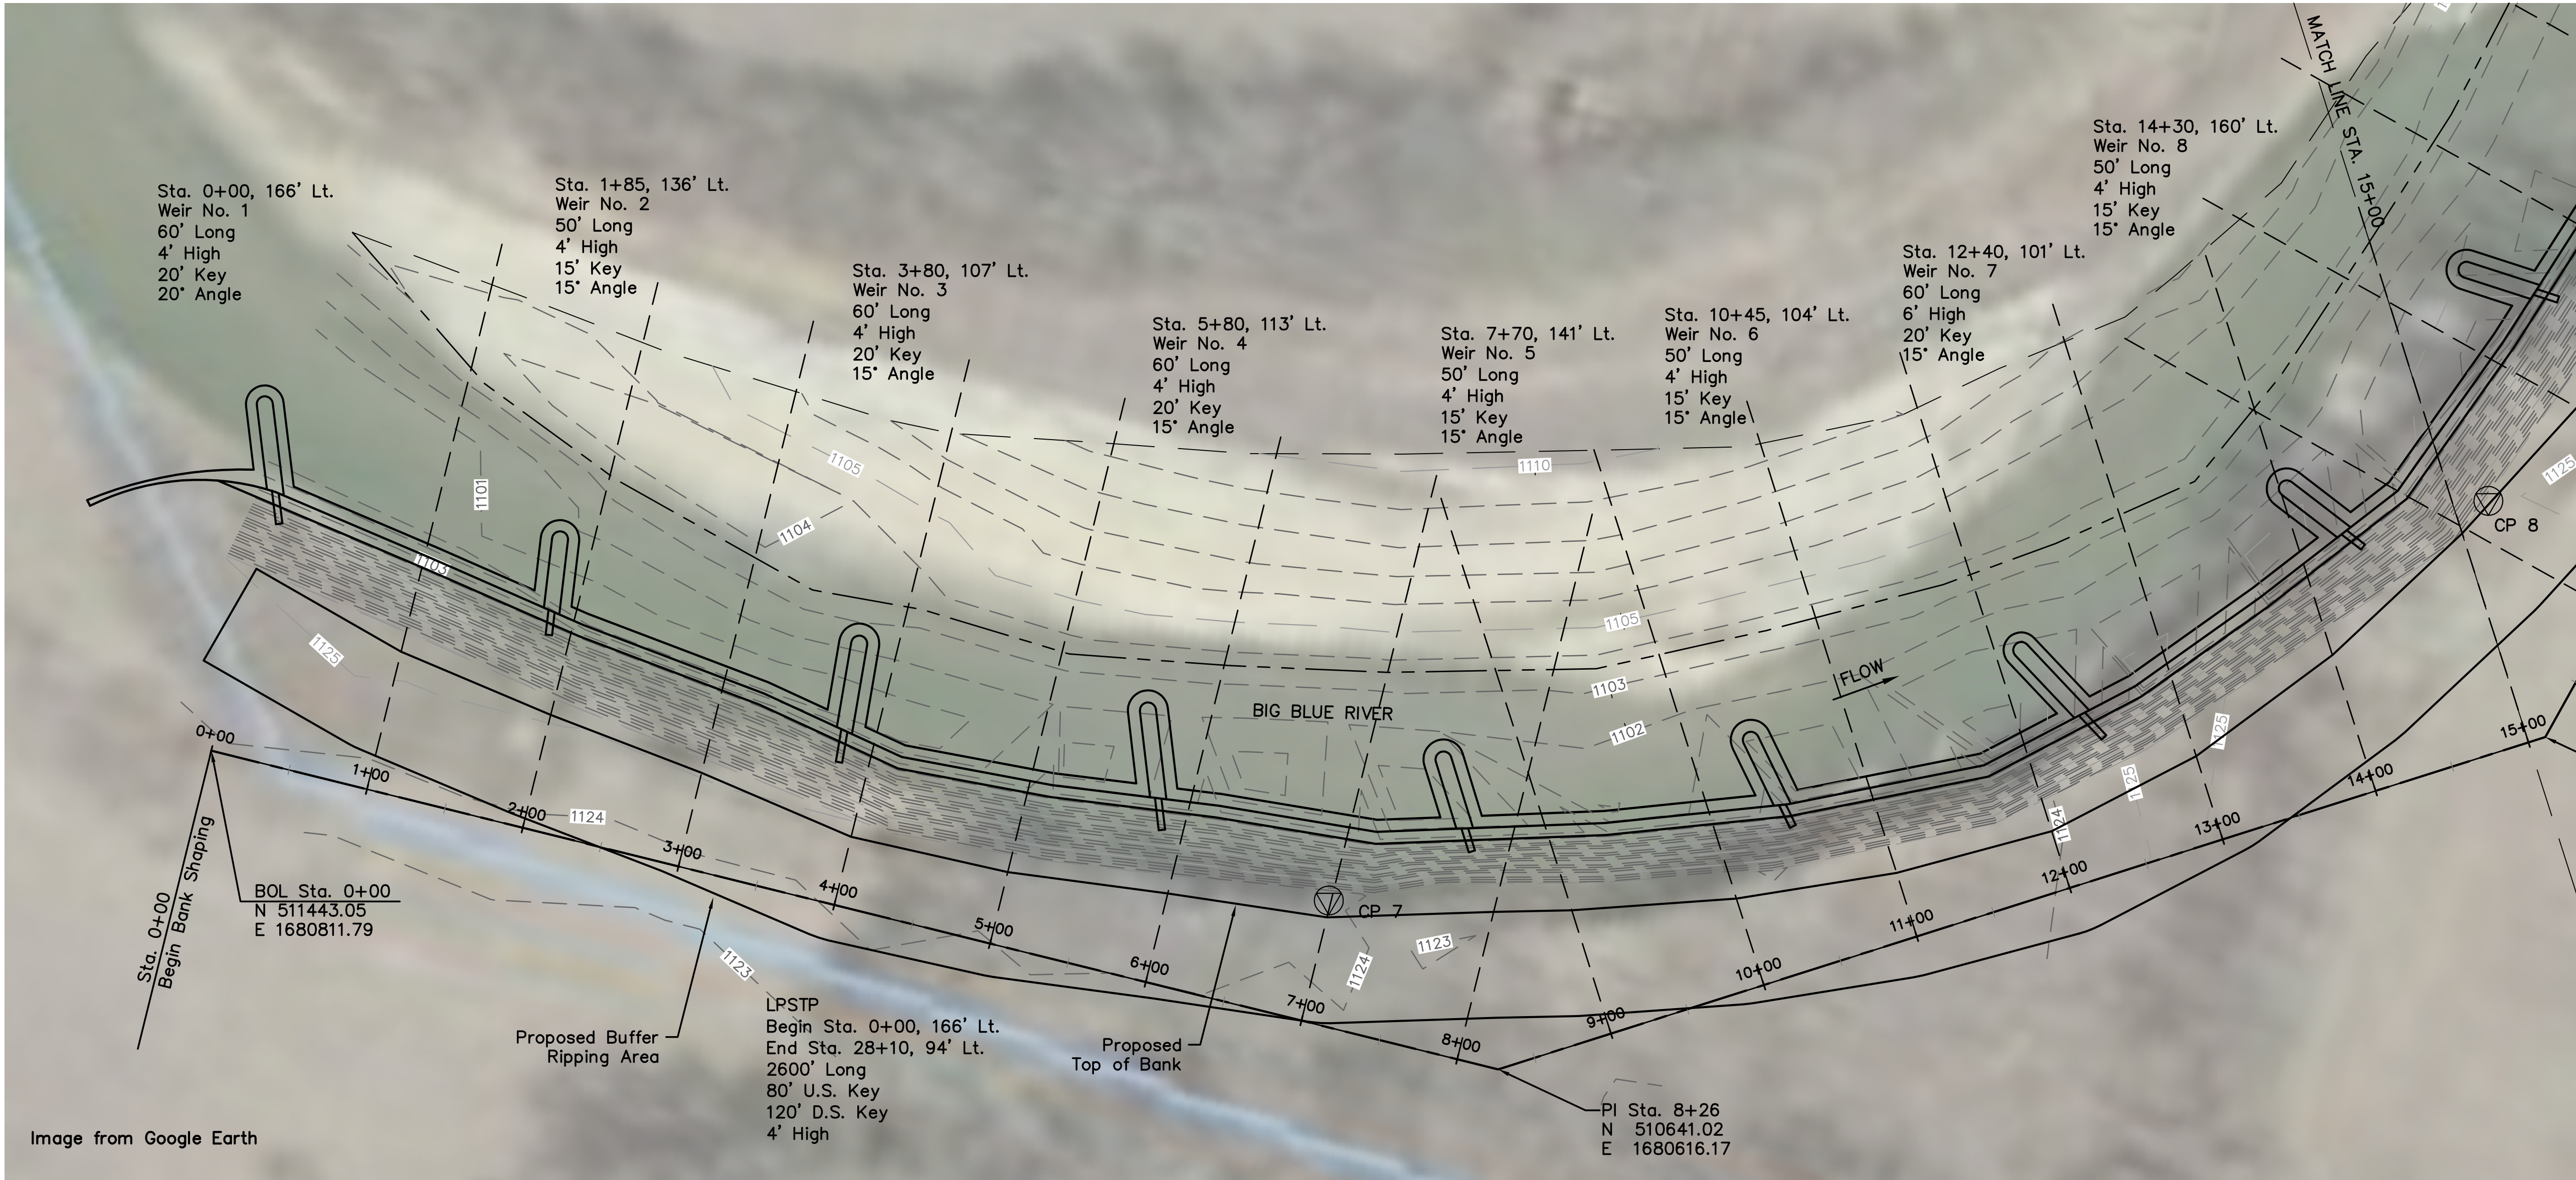 Sta. 0+00, 166' Lt.
Weir No. 1
60' Long
4' High
20' Key
20° Angle
Sta. 1+85, 136' Lt.
Weir No. 2
50' Long
4' High
15' Key
15° Angle
Sta. 3+80, 107' Lt.
Weir No. 3
60' Long
4' High
20' Key
15° Angle
Sta. 5+80, 113' Lt.
Weir No. 4
60' Long
4' High
20' Key
15° Angle
Sta. 7+70, 141' Lt.
Weir No. 5
50' Long
4' High
15' Key
15° Angle
Sta. 10+45, 104' Lt.
Weir No. 6
50' Long
4' High
15' Key
15° Angle
Sta. 12+40, 101' Lt.
Weir No. 7
60' Long
6' High
20' Key
15° Angle
Sta. 14+30, 160' Lt.
Weir No. 8
50' Long
4' High
15' Key
15° Angle
MATCH LINE STA. 15+00
1101
1103
1105
1104
1110
1105
1103
1102
BIG BLUE RIVER
FLOW
CP 8
1125
1125
1125
1125
1124
1124
1124
1123
1123
CP 7
0+00
1+00
2+00
3+00
4+00
5+00
6+00
7+00
8+00
9+00
10+00
11+00
12+00
13+00
14+00
15+00
Sta. 0+00
Begin Bank Shaping
BOL Sta. 0+00
N 511443.05
E 1680811.79
Proposed Buffer
Ripping Area
LPSTP
Begin Sta. 0+00, 166' Lt.
End Sta. 28+10, 94' Lt.
2600' Long
80' U.S. Key
120' D.S. Key
4' High
Proposed
Top of Bank
PI Sta. 8+26
N 510641.02
E 1680616.17
Image from Google Earth